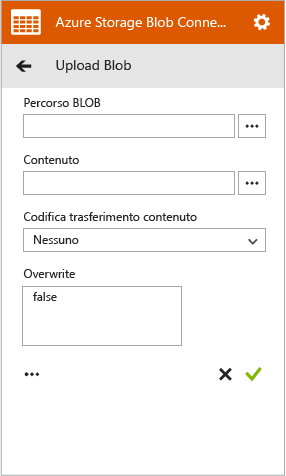 Azure Storage Blob Conne...
Upload Blob
Percorso BLOB
Contenuto
Codifica trasferimento contenuto
Nessuno
Overwrite
false